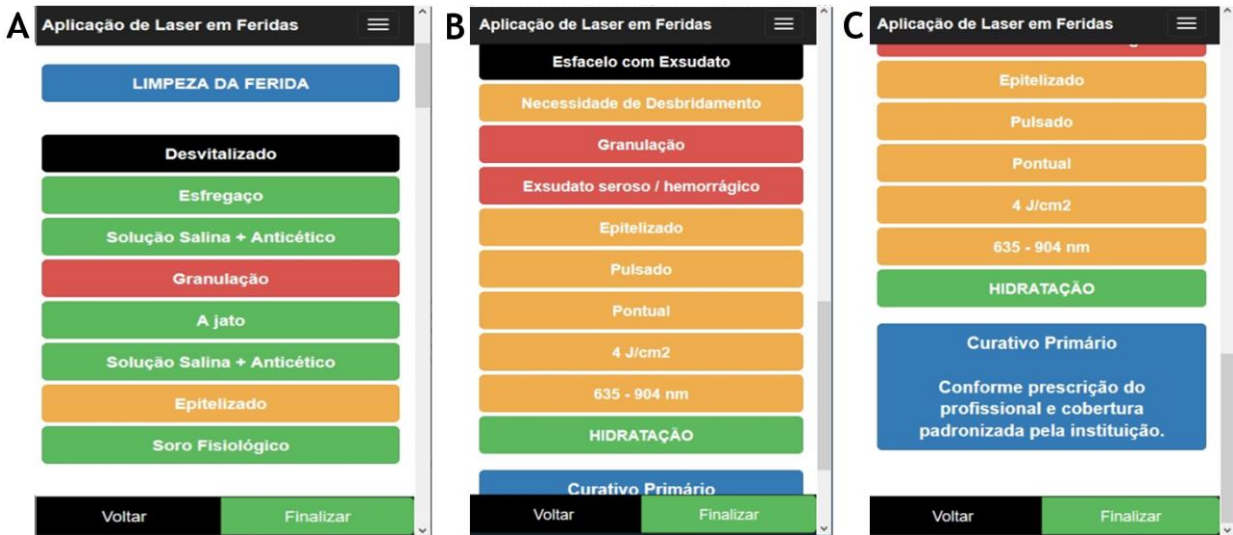 A
Aplicação de Laser em Feridas
LIMPEZA DA FERIDA
Desvitalizado
Esfregaço
Solução Salina + Anticético
Granulação
A jato
Solução Salina + Anticético
Epitelizado
Soro Fisiológico
Voltar
Finalizar
B
Aplicação de Laser em Feridas
Esfacelo com Exsudato
Necessidade de Desbridamento
Granulação
Exsudato seroso / hemorrágico
Epitelizado
Pulsado
Pontual
4 J/cm2
635 - 904 nm
HIDRATAÇÃO
Curativo Primário
Voltar
Finalizar
C
Aplicação de Laser em Feridas
Epitelizado
Pulsado
Pontual
4 J/cm2
635 - 904 nm
HIDRATAÇÃO
Curativo Primário
Conforme prescrição do
profissional e cobertura
padronizada pela instituição.
Voltar
Finalizar